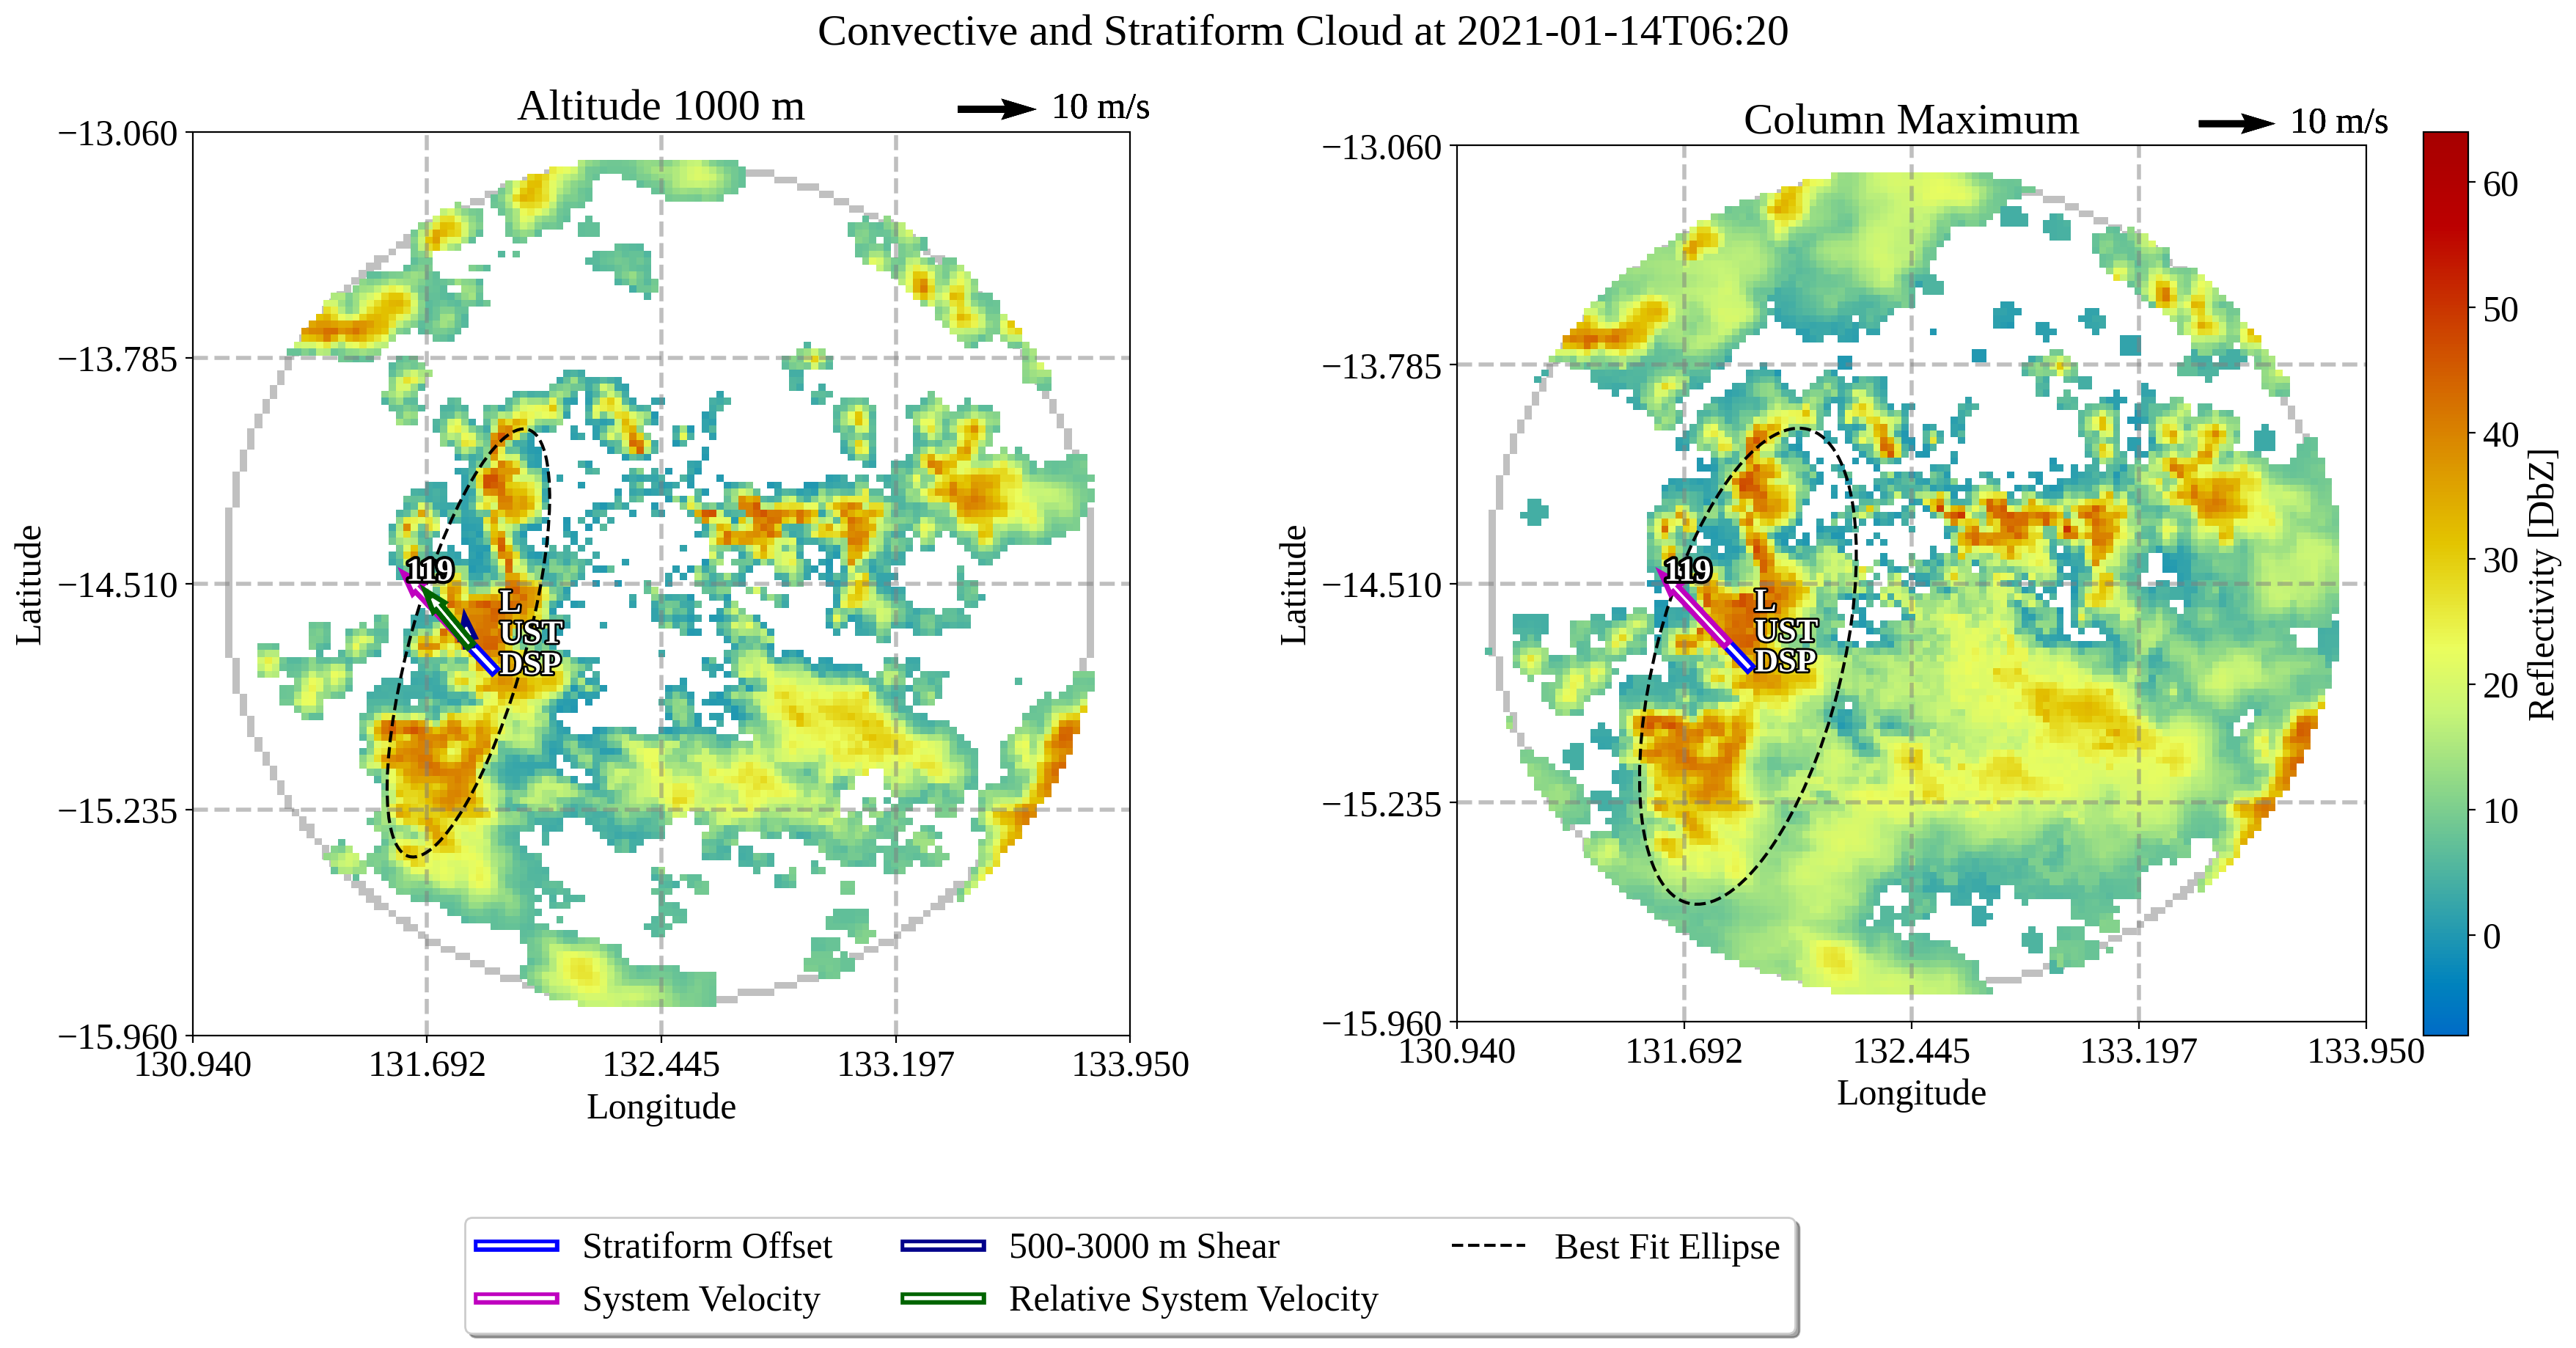 Convective and Stratiform Cloud at 2021-01-14T06:20
Altitude 1000 m
10 m/s
−13.060
−13.785
−14.510
−15.235
−15.960
Latitude
119
L
UST
DSP
130.940
131.692
132.445
133.197
133.950
Longitude
Column Maximum
10 m/s
−13.060
−13.785
−14.510
−15.235
−15.960
Latitude
119
L
UST
DSP
130.940
131.692
132.445
133.197
133.950
Longitude
60
50
40
30
20
10
0
Reflectivity [DbZ]
Stratiform Offset
System Velocity
500-3000 m Shear
Relative System Velocity
Best Fit Ellipse